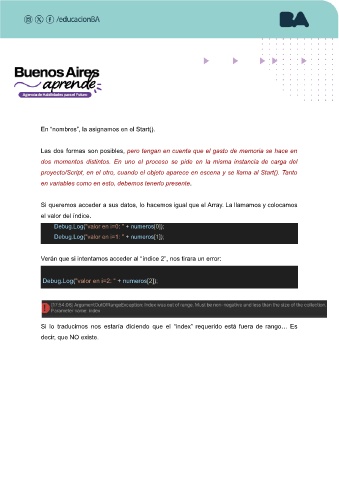 /educacionBA
BA
Buenos Aires
aprende
Agencia de Habilidades para el Futuro
En "nombres", la asignamos en el Start().
Las dos formas son posibles, pero tengan en cuenta que el gasto de memoria se hace en
dos momentos distintos. En uno el proceso se pide en la misma instancia de carga del
proyecto/Script, en el otro, cuando el objeto aparece en escena y se llama al Start(). Tanto
en variables como en esto, debemos tenerlo presente.
Si queremos acceder a sus datos, lo hacemos igual que al Array. La llamamos y colocamos
el valor del índice.
Debug.Log("valor en i=0: " + numeros[0]);
Debug.Log("valor en i=1: " + numeros[1]);
Verán que si intentamos acceder al "índice 2", nos tirara un error:
Debug.Log("valor en i=2: " + numeros[2]);
ArgumentOutOfRangeException: Index was out of range. Must be non-negative and less than the size of the collection.
Parameter name: index
Si lo traducimos nos estaría diciendo que el "index" requerido está fuera de rango... Es
decir, que NO existe.